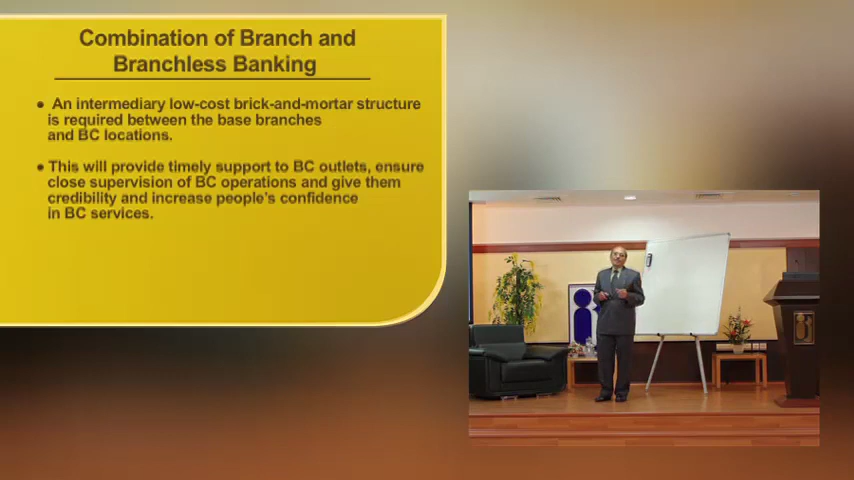 Combination of Branch and
Branchless Banking
• An intermediary low-cost brick-and-mortar structure
is required between the base branches
and BC locations.
• This will provide timely support to BC outlets, ensure
close supervision of BC operations and give them
credibility and increase people's confidence
in BC services.